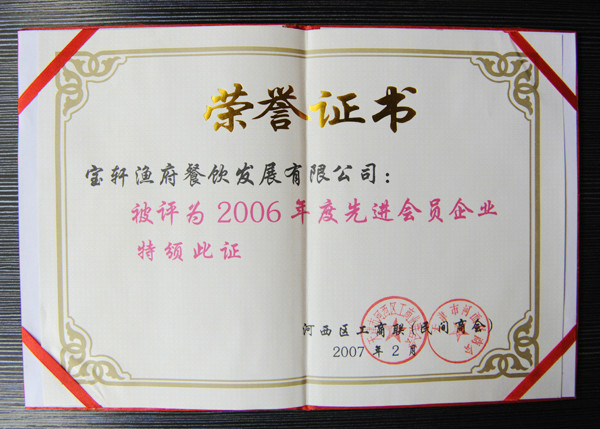 荣誉证书
宝轩渔府餐饮发展有限公司：
被评为2006年度先进会员企业
特颁此证
河西区工商联(民间商会)
2007年2月